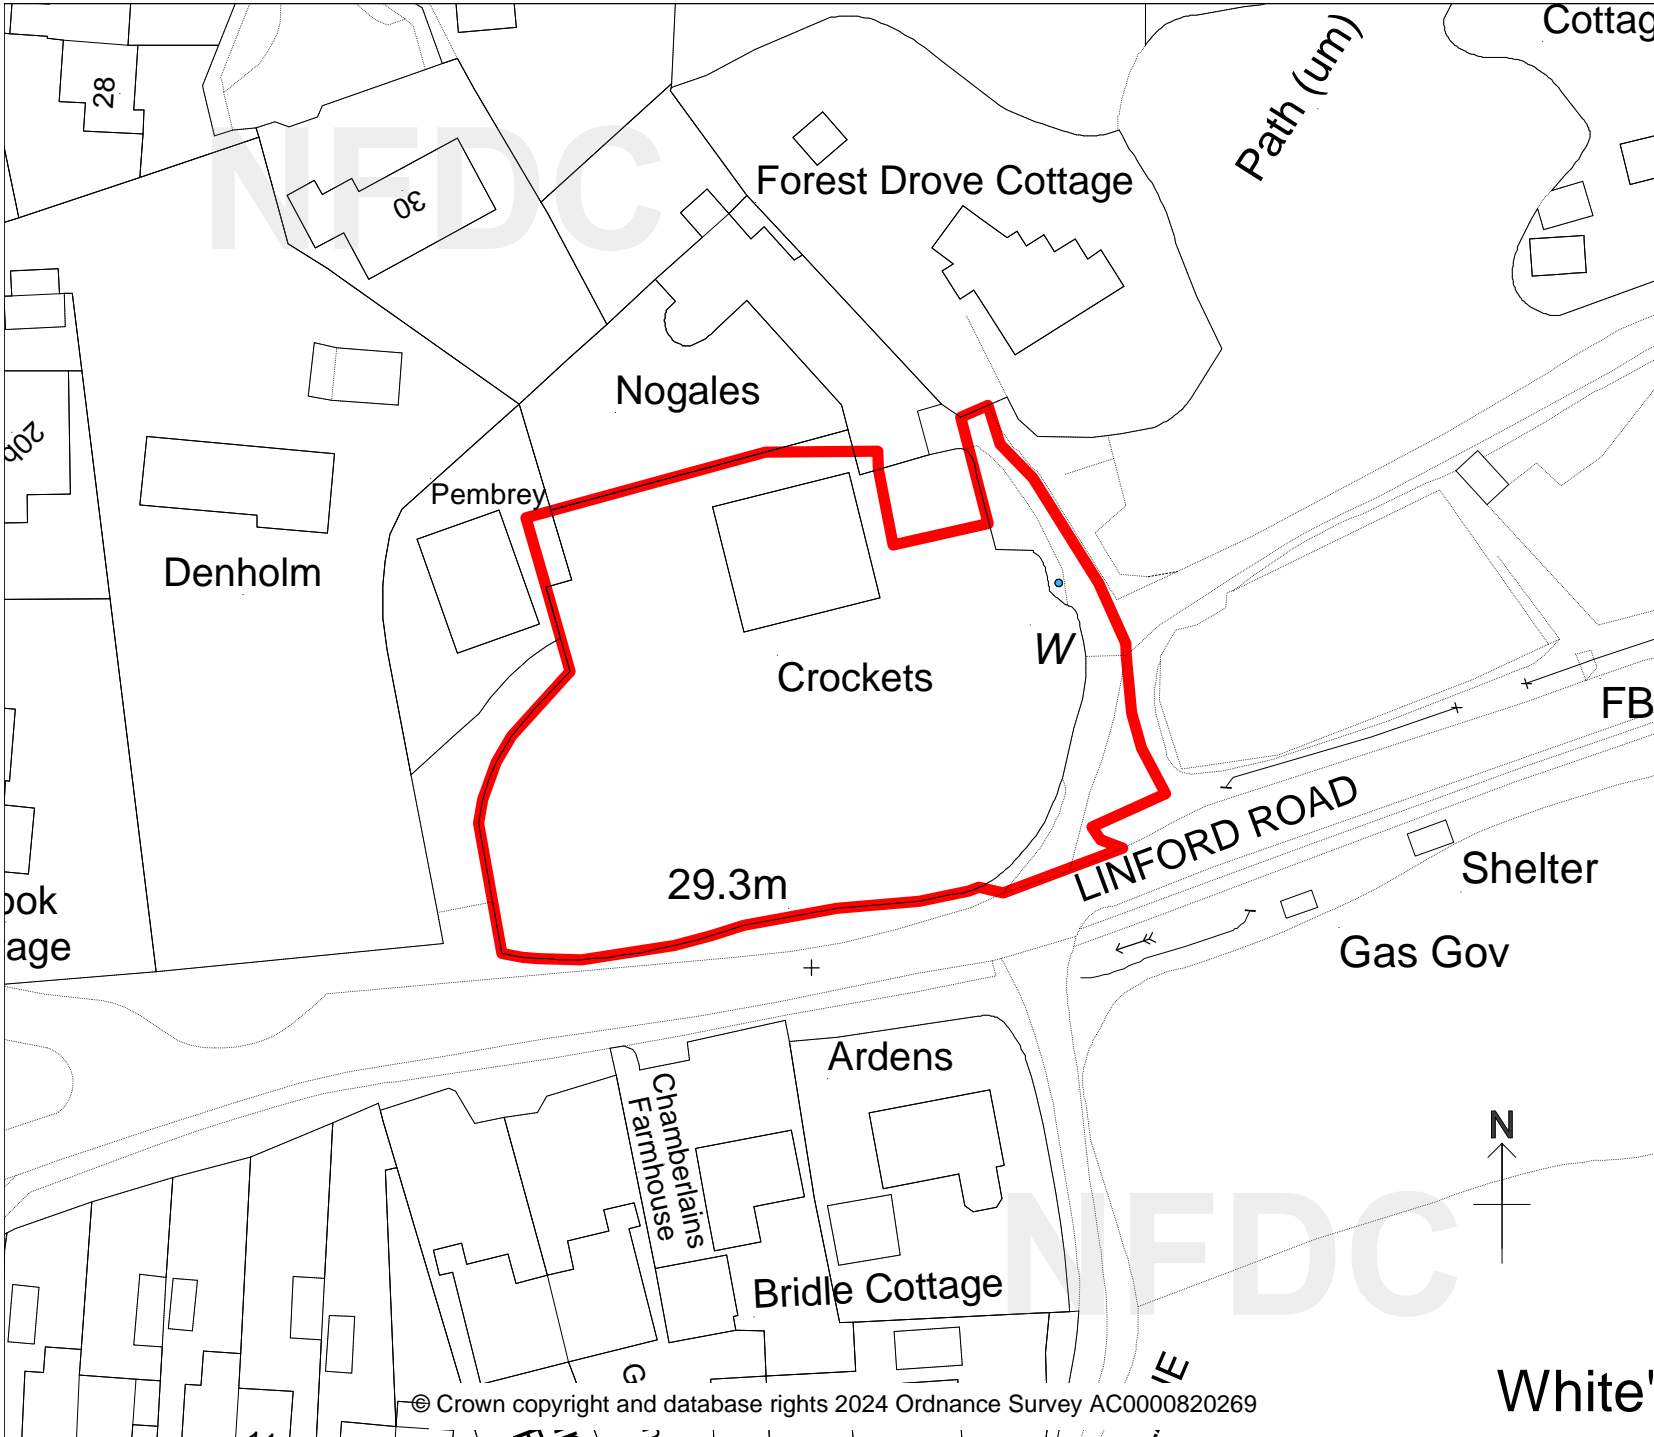 Cottag
28
Path (um)
NFDC
Forest Drove Cottage
30
Nogales
20b
Pembrey
Denholm
W
Crockets
FB
LINFORD ROAD
29.3m
Shelter
ook
age
Gas Gov
Ardens
Chamberlains
Farmhouse
N
NFDC
Bridle Cottage
G
NE
White'
© Crown copyright and database rights 2024 Ordnance Survey AC0000820269